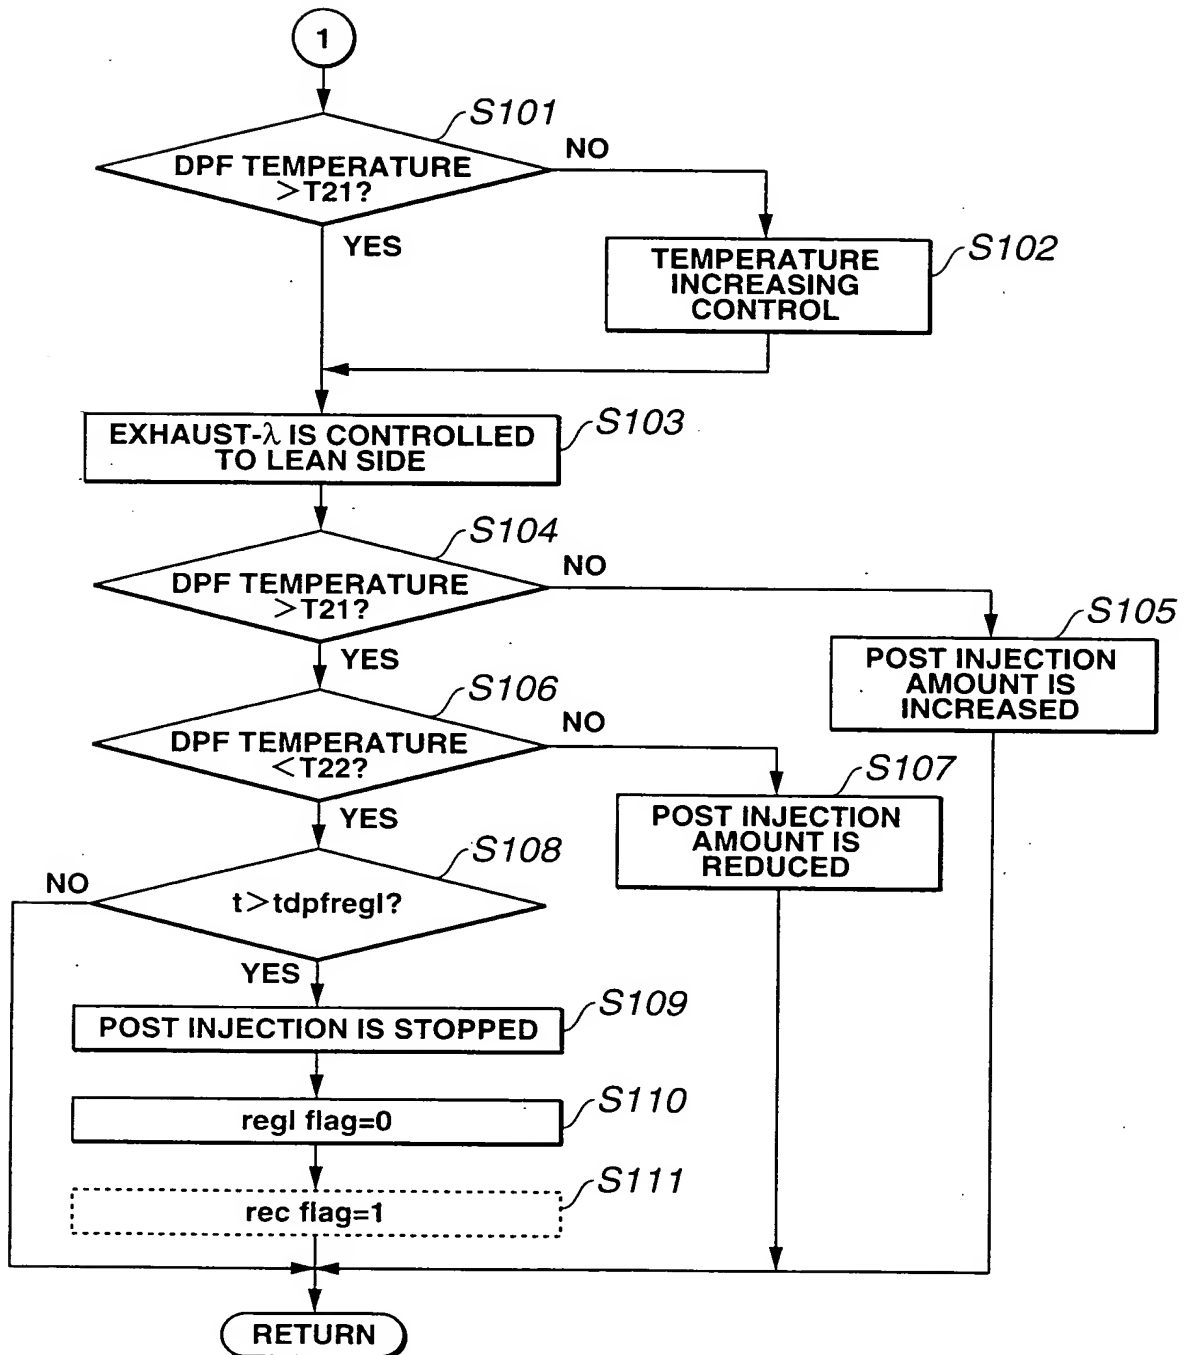 1
S101
DPF TEMPERATURE
>T21?
NO
YES
S102
TEMPERATURE
INCREASING
CONTROL
S103
EXHAUST-λ IS CONTROLLED
TO LEAN SIDE
S104
DPF TEMPERATURE
>T21?
NO
YES
S105
POST INJECTION
AMOUNT IS
INCREASED
S106
DPF TEMPERATURE
<T22?
NO
YES
S107
POST INJECTION
AMOUNT IS
REDUCED
S108
NO
t>tdpfregl?
YES
S109
POST INJECTION IS STOPPED
S110
regl flag=0
S111
rec flag=1
RETURN